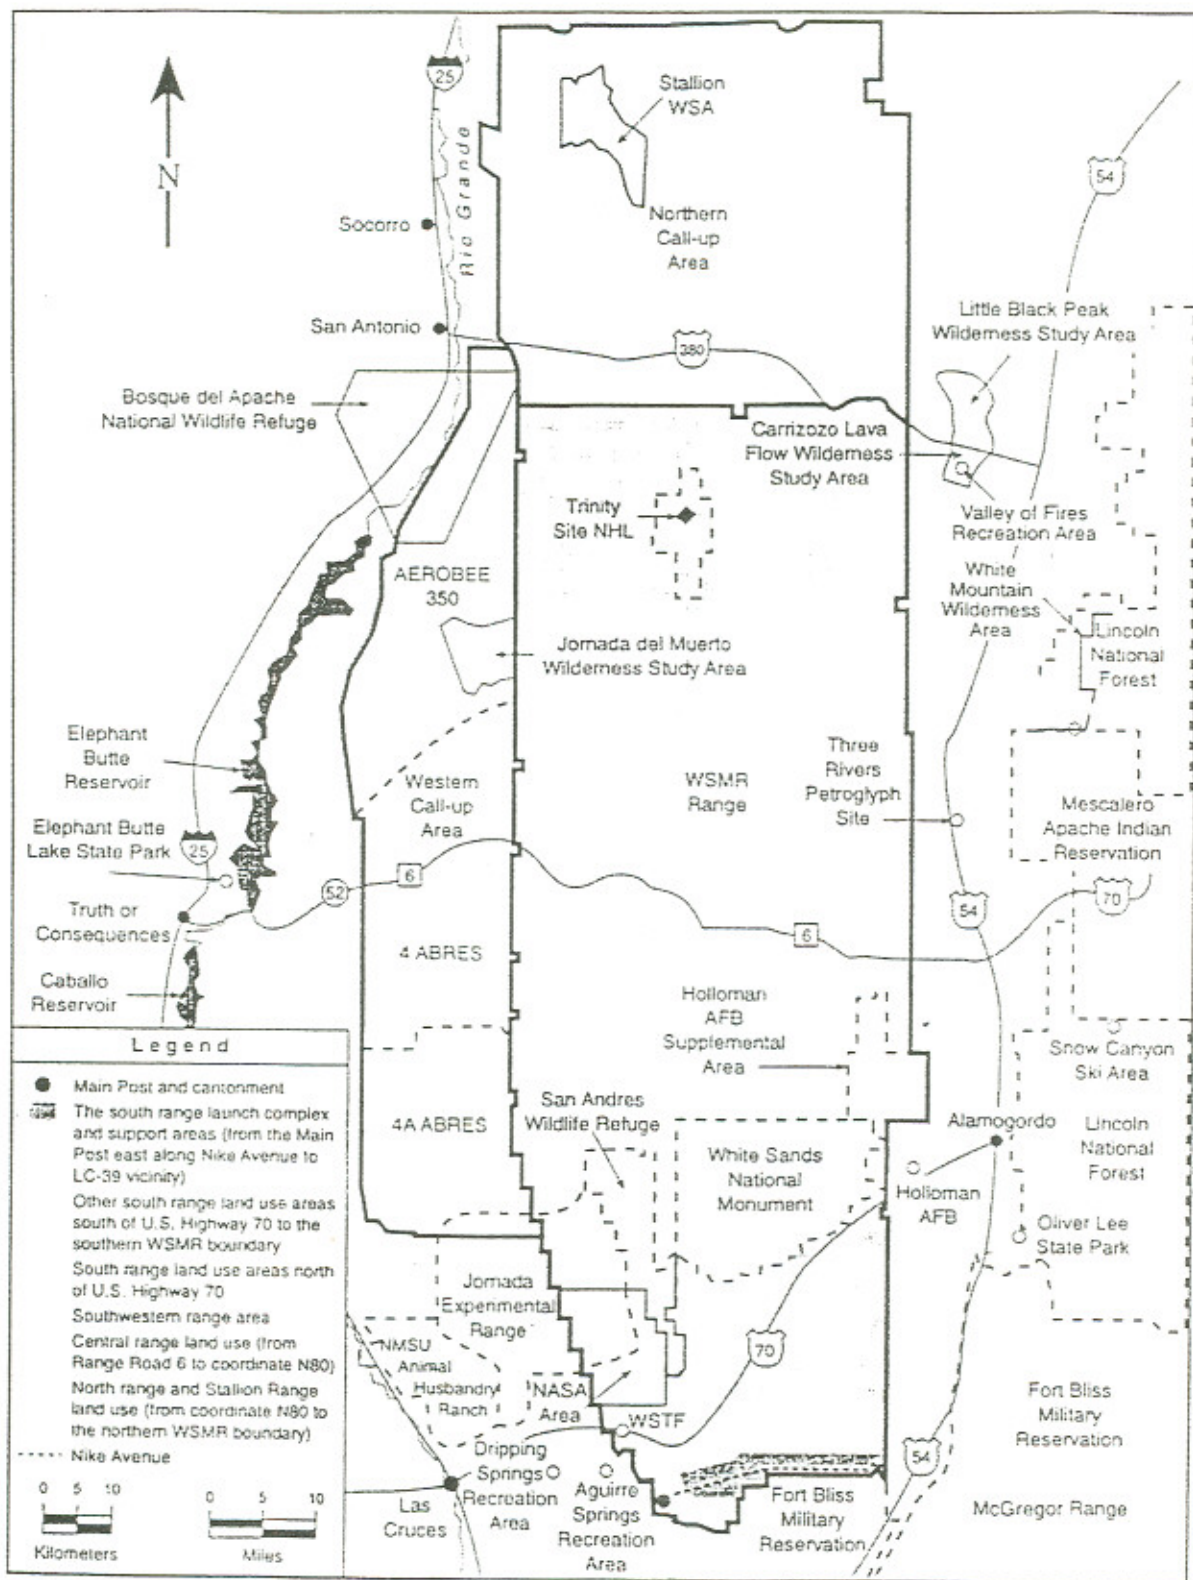 25
Stallion
WSA
54
N
Rio Grande
Socorro
Northern
Call-up
Area
San Antonio
380
Little Black Peak
Wilderness Study Area
Bosque del Apache
National Wildlife Refuge
Carrizozo Lava
Flow Wilderness
Study Area
Trinity
Site NHL
Valley of Fires
Recreation Area
AEROBEE
350
White
Mountain
Wilderness
Area
Lincoln
National
Forest
Jornada del Muerto
Wilderness Study Area
Elephant
Butte
Reservoir
Western
Call-up
Area
WSMR
Range
Three
Rivers
Petroglyph
Site
Mescalero
Apache Indian
Reservation
Elephant Butte
Lake State Park
25
52
6
70
54
6
Truth or
Consequences
4 ABRES
Caballo
Reservoir
Holloman
AFB
Supplemental
Area
Snow Canyon
Ski Area
San Andres
Wildlife Refuge
4A ABRES
White Sands
National
Monument
Alamogordo
Lincoln
National
Forest
Holloman
AFB
Oliver Lee
State Park
Jornada
Experimental
Range
NMSU
Animal
Husbandry
Ranch
70
NASA
Area
WSTF
Fort Bliss
Military
Reservation
Dripping
Springs
Recreation
Area
54
Las
Cruces
Aguirre
Springs
Recreation
Area
Fort Bliss
Military
Reservation
McGregor Range
Legend
Main Post and cantonment
The south range launch complex
and support areas (from the Main
Post east along Nike Avenue to
LC-39 vicinity)
Other south range land use areas
south of U.S. Highway 70 to the
southern WSMR boundary
South range land use areas north
of U.S. Highway 70
Southwestern range area
Central range land use (from
Range Road 6 to coordinate N80)
North range and Stallion Range
land use (from coordinate N80 to
the northern WSMR boundary)
Nike Avenue
0 5 10
Kilometers
0 5 10
Miles